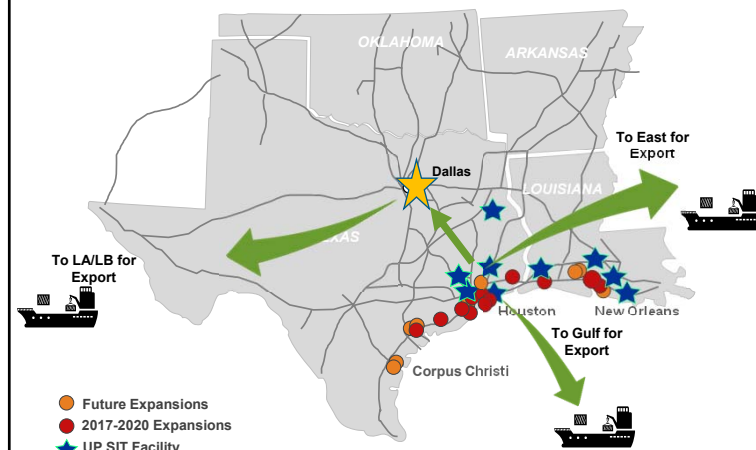 OKLAHOMA
ARKANSAS
To East for
Export
Dallas
LOUISIANA
EXAS
To LA/LB for
Export
Houston
New Orleans
To Gulf for
Export
Corpus Christi
Future Expansions
2017-2020 Expansions
UP SIT Facility